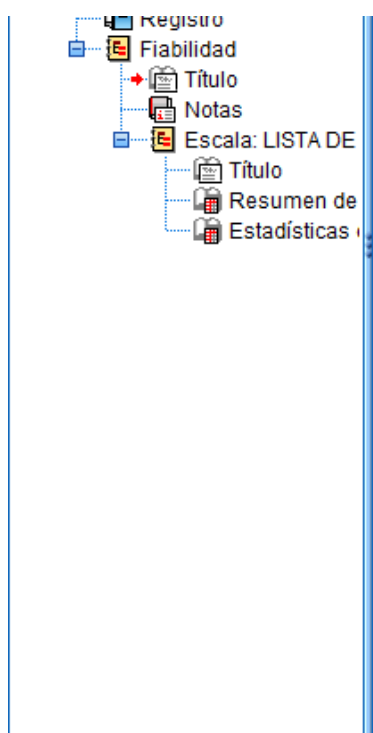 Registro
Fiabilidad
Título
Notas
Escala: LISTA DE
Título
Resumen de
Estadísticas